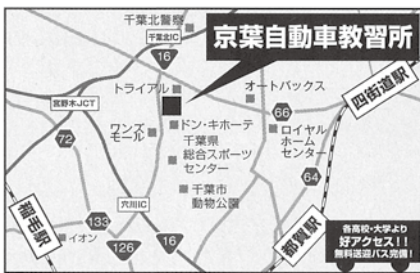 千葉北警察
千葉北IC
16
京葉自動車教習所
トライアル
オートバックス
四街道駅
宮野木JCT
66
ドン・キホーテ
ワンズ
モール
ロイヤル
ホーム
センター
72
千葉県
総合スポーツ
センター
64
千葉市
動物公園
穴川IC
稲毛駅
133
イオン
126
16
都賀駅
各高校・大学より
好アクセス!!
無料送迎バス完備!